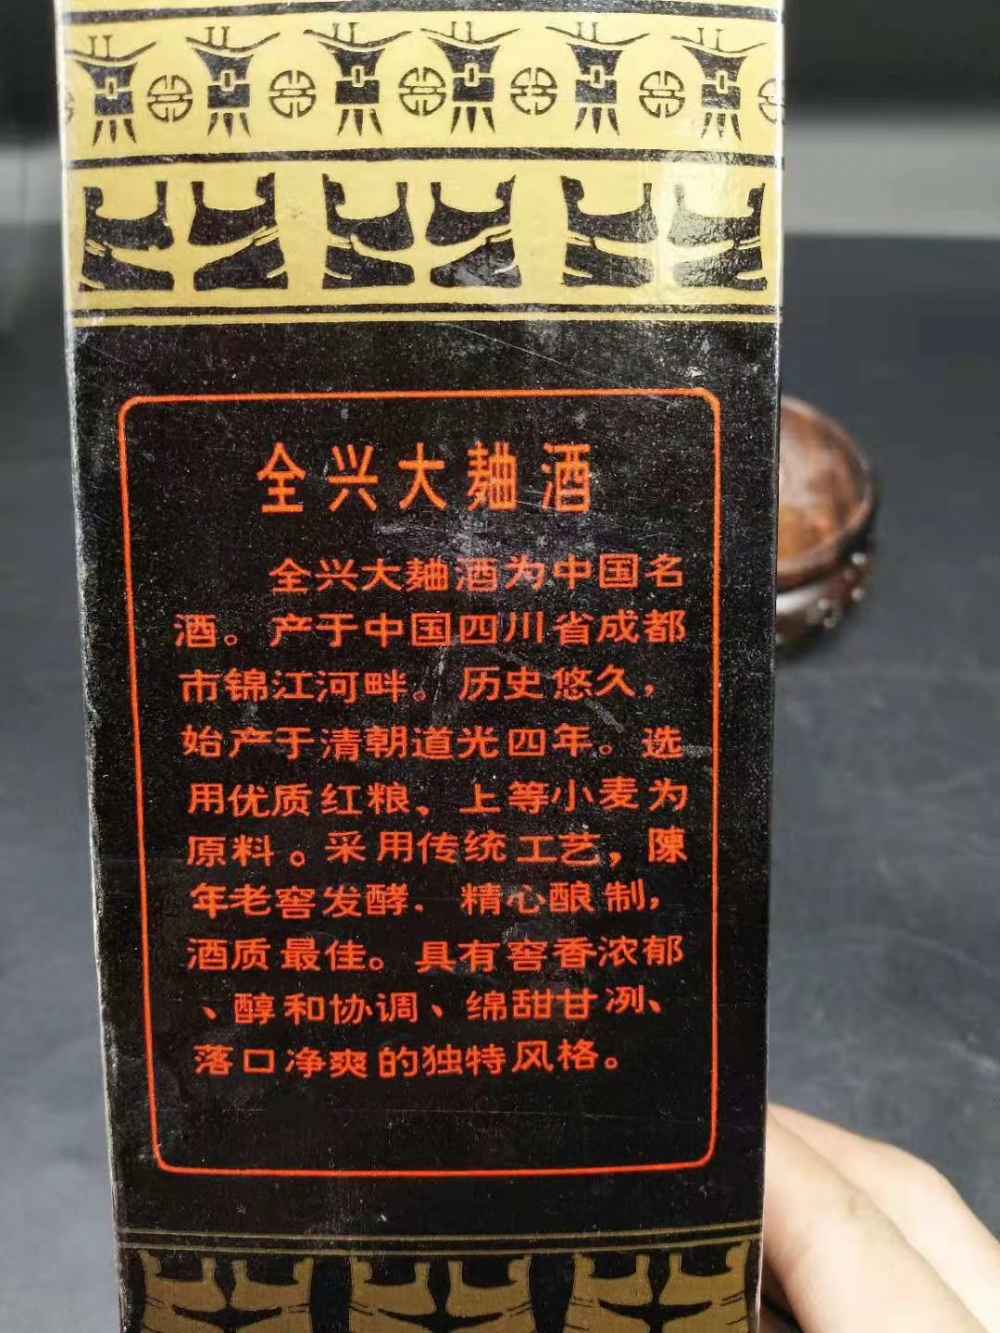 全兴大麯酒
全兴大麯酒为中国名
酒。产于中国四川省成都
市锦江河畔。历史悠久，
始产于清朝道光四年。选
用优质红粮、上等小麦为
原料。采用传统工艺，陳
年老窖发酵．精心酿制，
酒质最佳。具有窖香浓郁
、醇和协调、绵甜甘冽、
落口净爽的独特风格。